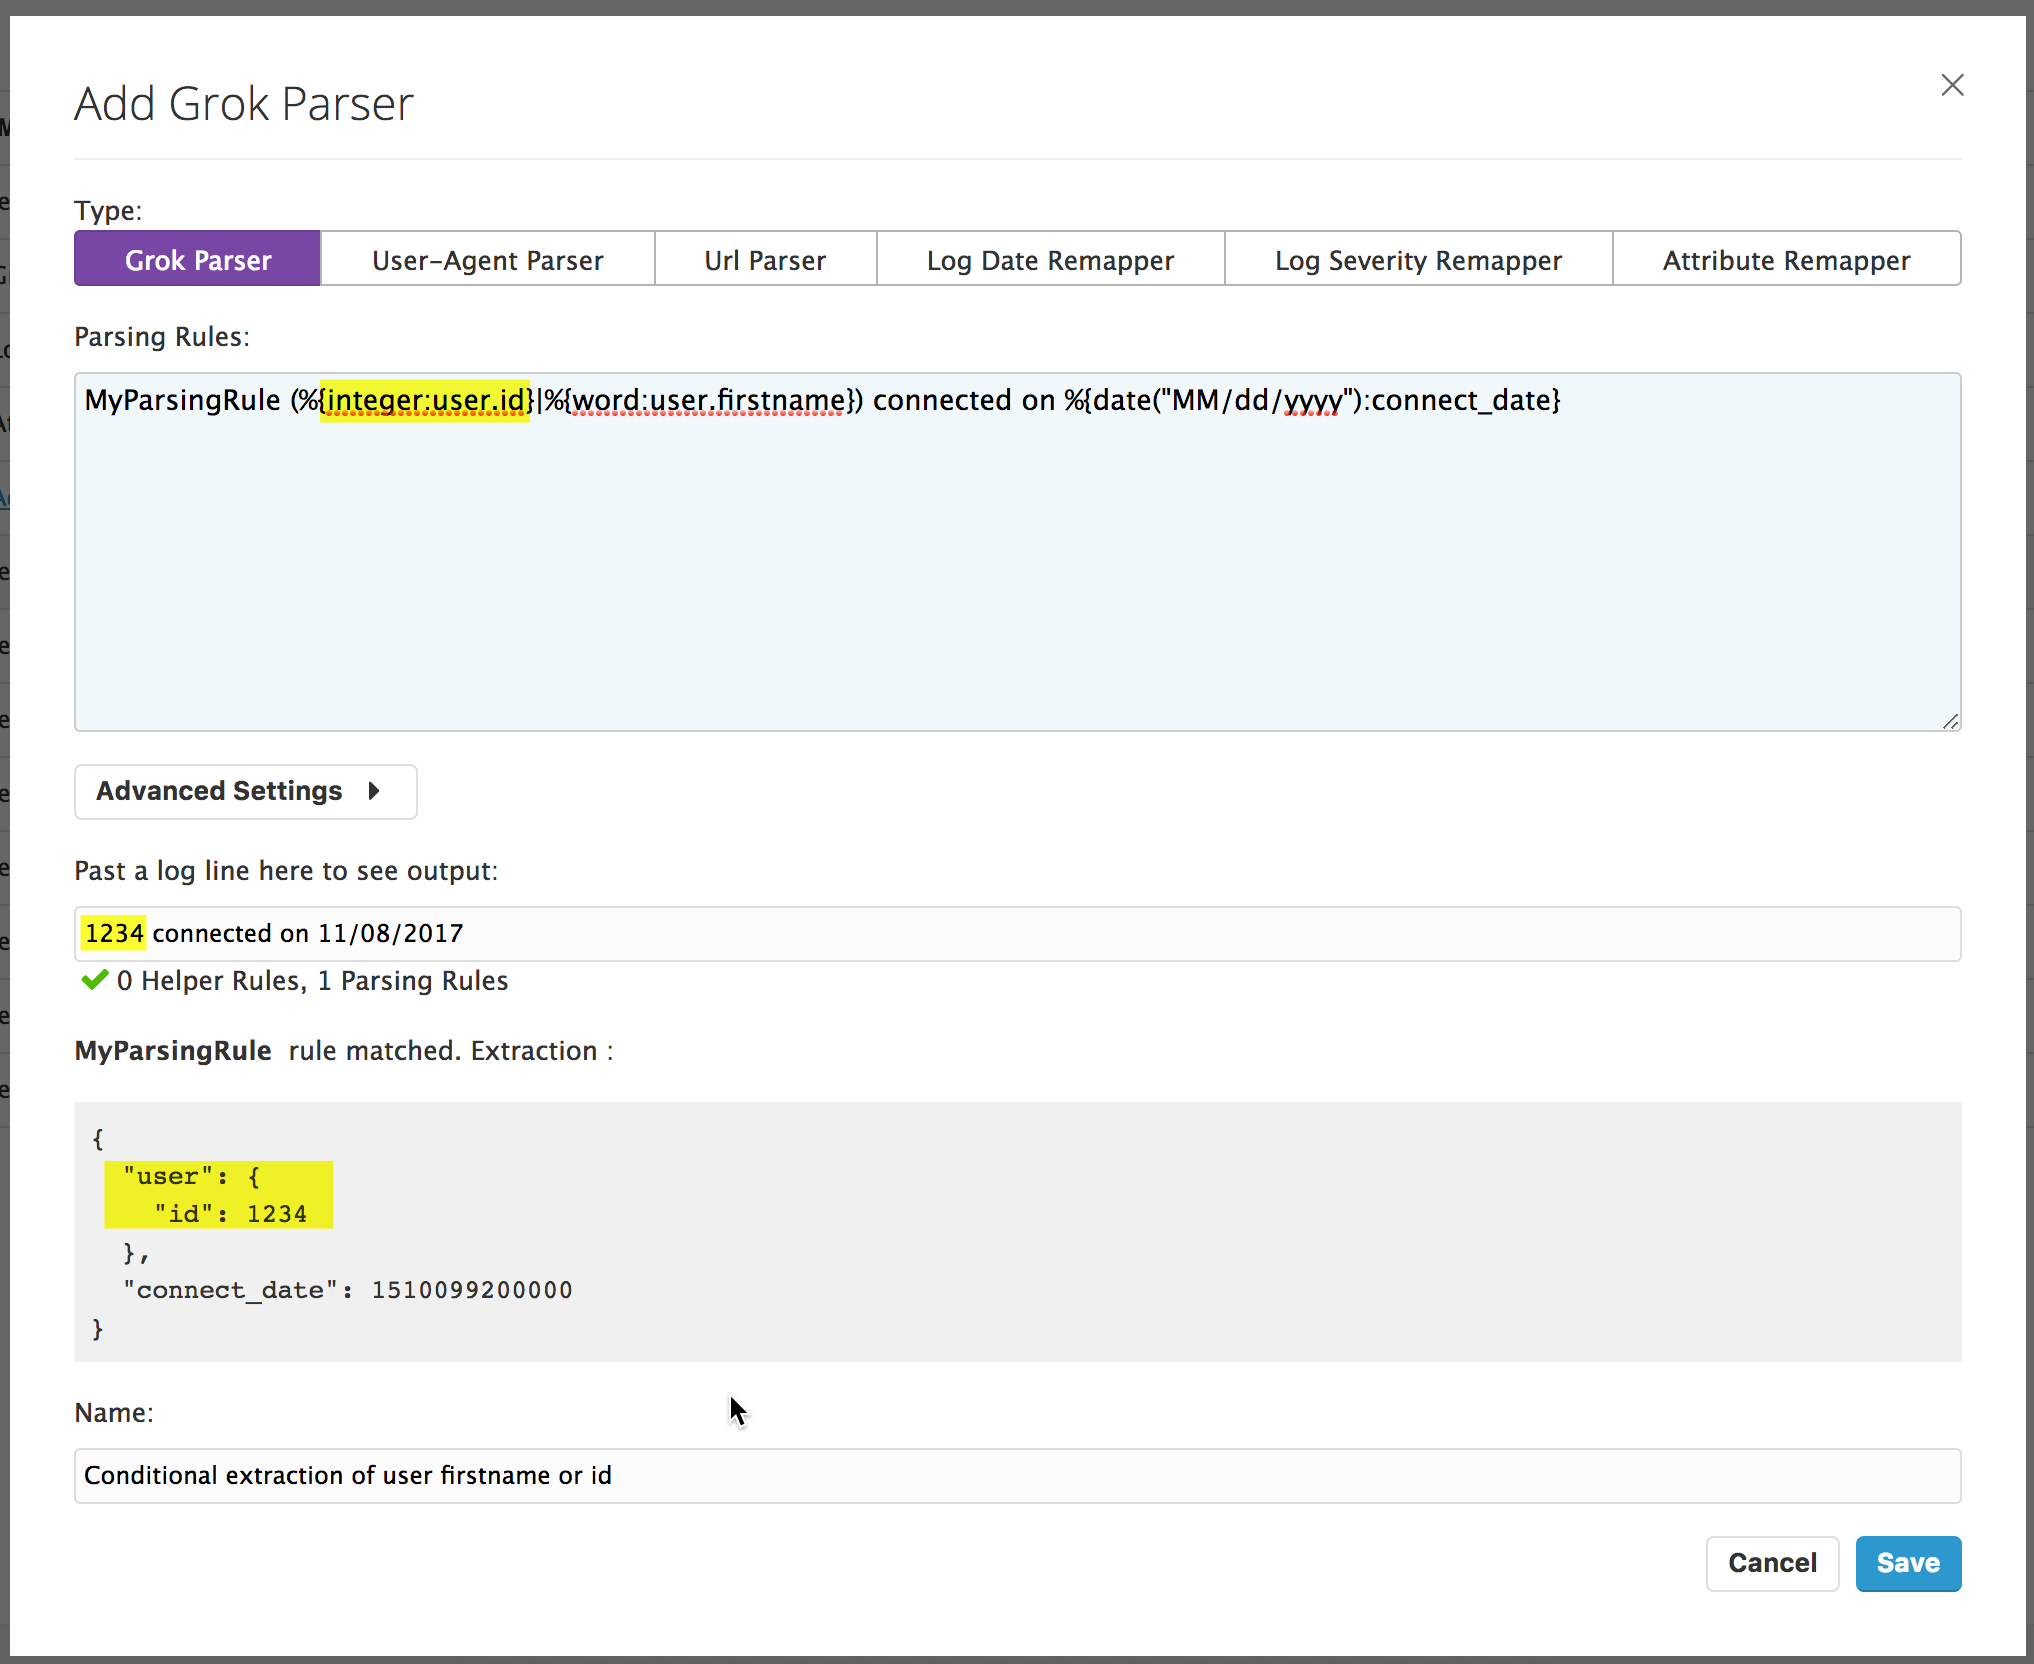 Add Grok Parser
Type:
Grok Parser User-Agent Parser Url Parser Log Date Remapper Log Severity Remapper Attribute Remapper
Parsing Rules:
MyParsingRule (%{integer:user.id}|%{word:user.firstname}) connected on %{date("MM/dd/yyyy"):connect_date}
Advanced Settings
Past a log line here to see output:
1234 connected on 11/08/2017
0 Helper Rules, 1 Parsing Rules
MyParsingRule rule matched. Extraction :
{
"user": {
"id": 1234
},
"connect_date": 1510099200000
}
Name:
Conditional extraction of user firstname or id
Cancel Save